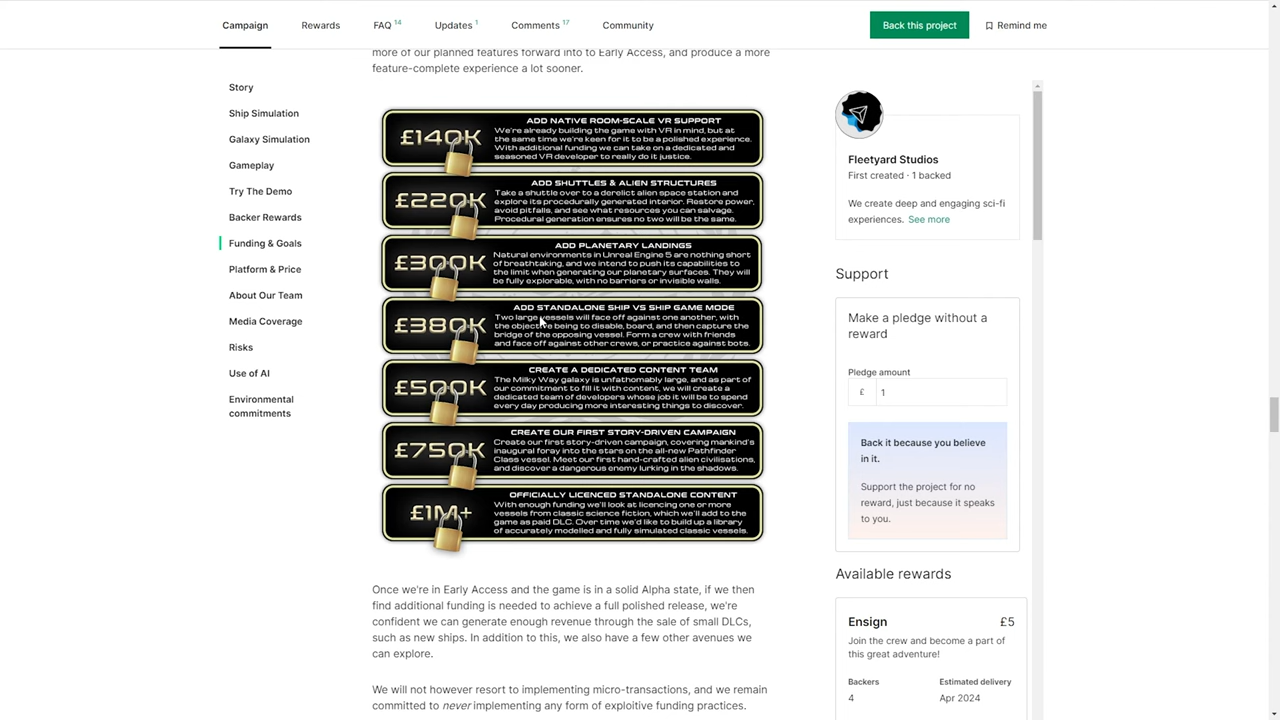 Campaign
Rewards
FAQ 14
Updates 1
Comments 17
Community
Back this project
Remind me
more of our planned features forward into to Early Access, and produce a more
feature-complete experience a lot sooner.
Story
Ship Simulation
Galaxy Simulation
Gameplay
Try The Demo
Backer Rewards
Funding & Goals
Platform & Price
About Our Team
Media Coverage
Risks
Use of AI
Environmental
commitments
£140K
ADD NATIVE ROOM-SCALE VR SUPPORT
We're already building the game with VR in mind, but at
the same time we're keen for it to be a polished experience.
With additional funding we can take on a dedicated and
seasoned VR developer to really do it justice.
£220K
ADD SHUTTLES & ALIEN STRUCTURES
Take a shuttle over to a derelict alien space station and
explore its procedurally generated interior. Restore power,
avoid pitfalls, and see what resources you can salvage.
Procedural generation ensures no two will be the same.
£300K
ADD PLANETARY LANDINGS
Natural environments in Unreal Engine 5 are nothing short
of breathtaking, and we intend to push its capabilities to
the limit when generating our planetary surfaces. They will
be fully explorable, with no barriers or invisible walls.
£380K
ADD STANDALONE SHIP VS SHIP GAME MODE
Two large vessels will face off against one another, with
the objective being to disable, board, and then capture the
bridge of the opposing vessel. Form a crew with friends
and face off against other crews, or practice against bots.
£500K
CREATE A DEDICATED CONTENT TEAM
The Milky Way galaxy is unfathomably large, and as part of
our commitment to fill it with content, we will create a
dedicated team of developers whose job it will be to spend
every day producing more interesting things to discover.
£750K
CREATE OUR FIRST STORY-DRIVEN CAMPAIGN
Create our first story-driven campaign, covering mankind's
inaugural foray into the stars on the all-new Pathfinder
Class vessel. Meet our first hand-crafted alien civilisations,
and discover a dangerous enemy lurking in the shadows.
£1M+
OFFICIALLY LICENCED STANDALONE CONTENT
With enough funding we'll look at licencing one or more
vessels from classic science fiction, which we'll add to the
game as paid DLC. Over time we'd like to build up a library
of accurately modelled and fully simulated classic vessels.
Once we're in Early Access and the game is in a solid Alpha state, if we then
find additional funding is needed to achieve a full polished release, we're
confident we can generate enough revenue through the sale of small DLCs,
such as new ships. In addition to this, we also have a few other avenues we
can explore.
We will not however resort to implementing micro-transactions, and we remain
committed to never implementing any form of exploitive funding practices.
Fleetyard Studios
First created · 1 backed
We create deep and engaging sci-fi
experiences. See more
Support
Make a pledge without a
reward
Pledge amount
£ 1
Back it because you believe
in it.
Support the project for no
reward, just because it speaks
to you.
Available rewards
Ensign £5
Join the crew and become a part of
this great adventure!
Backers Estimated delivery
4 Apr 2024